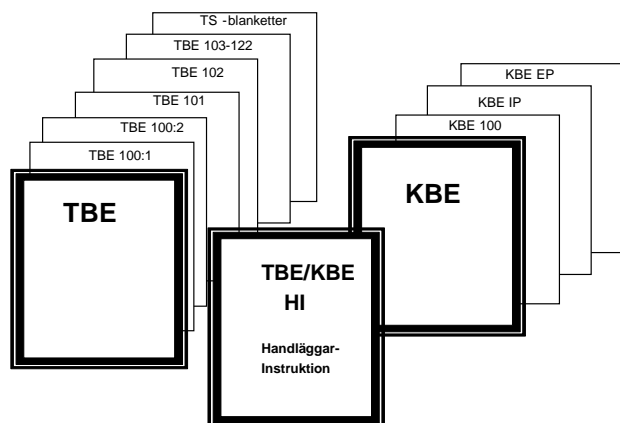 TS -blanketter
TBE 103-122
TBE 102
TBE 101
TBE 100:2
TBE 100:1
TBE
KBE EP
KBE IP
KBE 100
KBE
TBE/KBE
HI
Handläggar-
Instruktion